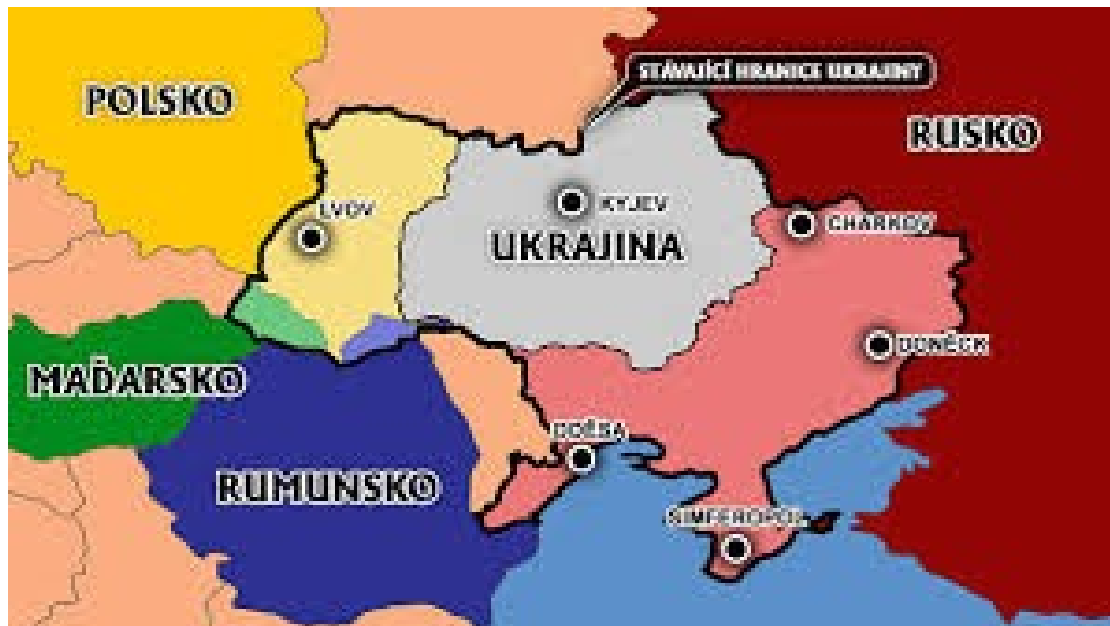 STÁVAJÍCÍ HRANICE UKRAJINY
POLSKO
RUSKO
LVOV
KYJEV
CHARKOV
UKRAJINA
DONĚCK
MAĎARSKO
ODĚSA
RUMUNSKO
SIMFEROPOL